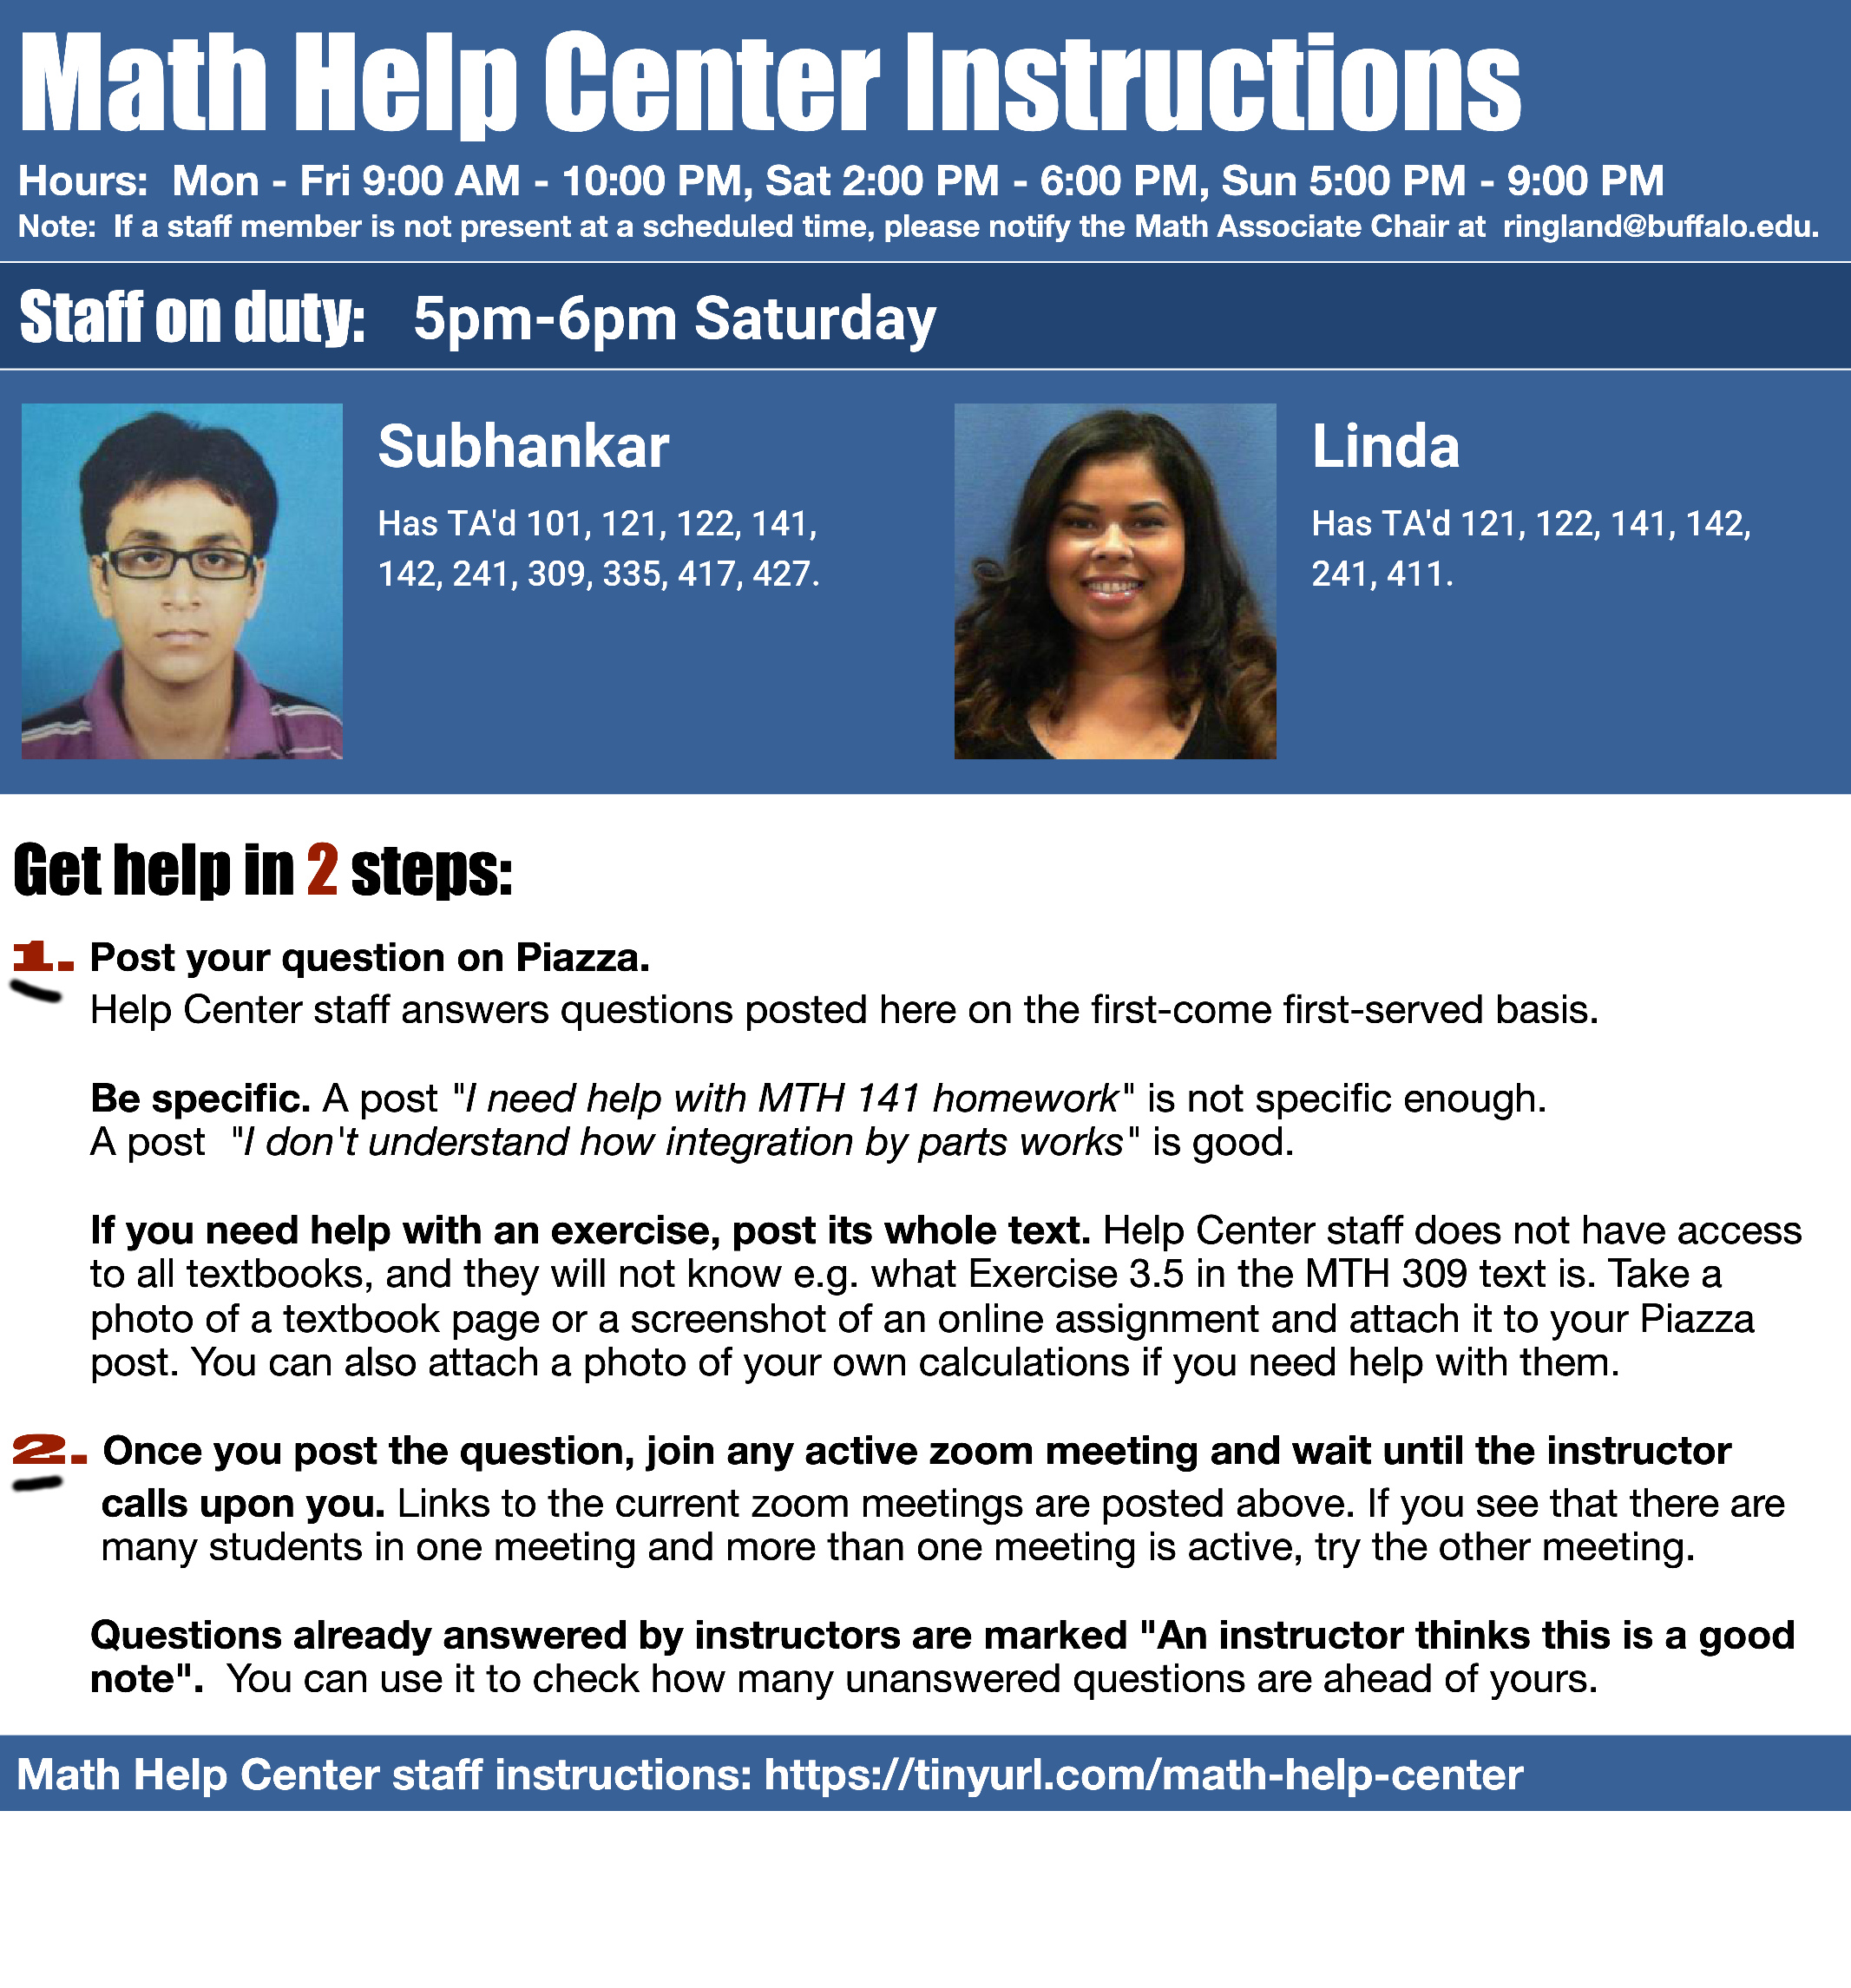 Math Help Center Instructions
Hours:  Mon - Fri 9:00 AM - 10:00 PM, Sat 2:00 PM - 6:00 PM, Sun 5:00 PM - 9:00 PM
Note:  If a staff member is not present at a scheduled time, please notify the Math Associate Chair at  ringland@buffalo.edu.
Staff on duty: 5pm-6pm Saturday
Subhankar
Has TA'd 101, 121, 122, 141,
142, 241, 309, 335, 417, 427.
Linda
Has TA'd 121, 122, 141, 142,
241, 411.
Get help in 2 steps:
1. Post your question on Piazza.
Help Center staff answers questions posted here on the first-come first-served basis.
Be specific. A post "I need help with MTH 141 homework" is not specific enough.
A post  "I don't understand how integration by parts works" is good.
If you need help with an exercise, post its whole text. Help Center staff does not have access
to all textbooks, and they will not know e.g. what Exercise 3.5 in the MTH 309 text is. Take a
photo of a textbook page or a screenshot of an online assignment and attach it to your Piazza
post. You can also attach a photo of your own calculations if you need help with them.
2. Once you post the question, join any active zoom meeting and wait until the instructor
calls upon you. Links to the current zoom meetings are posted above. If you see that there are
many students in one meeting and more than one meeting is active, try the other meeting.
Questions already answered by instructors are marked "An instructor thinks this is a good
note".  You can use it to check how many unanswered questions are ahead of yours.
Math Help Center staff instructions: https://tinyurl.com/math-help-center